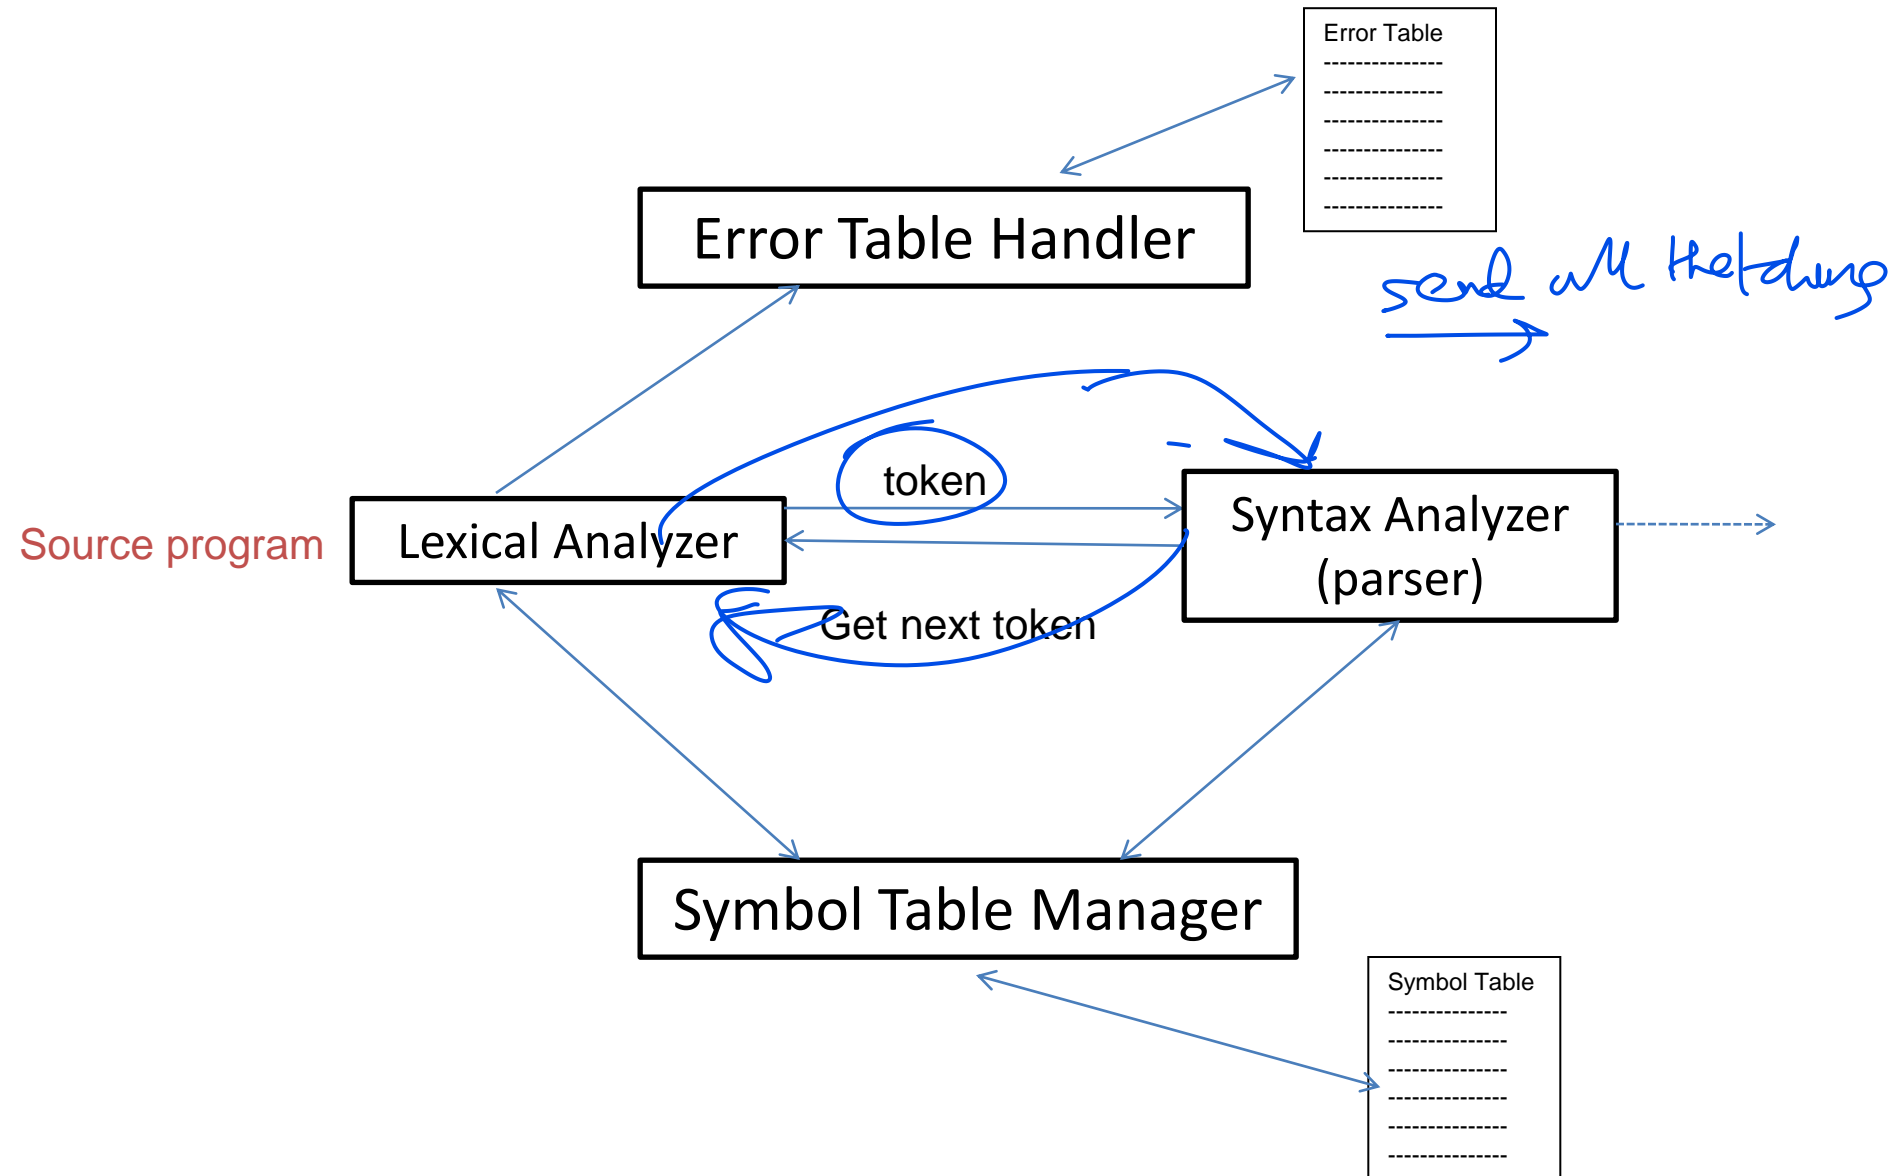 Error Table
---------------
---------------
---------------
---------------
---------------
---------------
Error Table Handler
send all the
token
Source program
Lexical Analyzer
Syntax Analyzer
(parser)
Get next token
Symbol Table Manager
Symbol Table
---------------
---------------
---------------
---------------
---------------
---------------